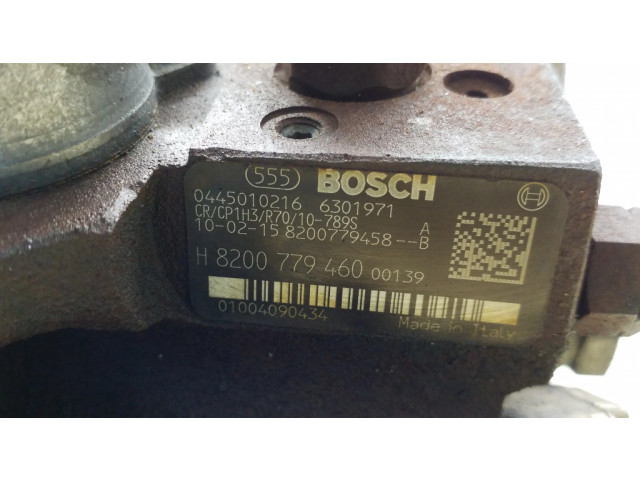 555 BOSCH
0445010216 6301971
CR/CP1H3/R70/10-789S A
10-02-15 8200779458--B
H 8200 779 460 00139
01004090434 Made in Italy